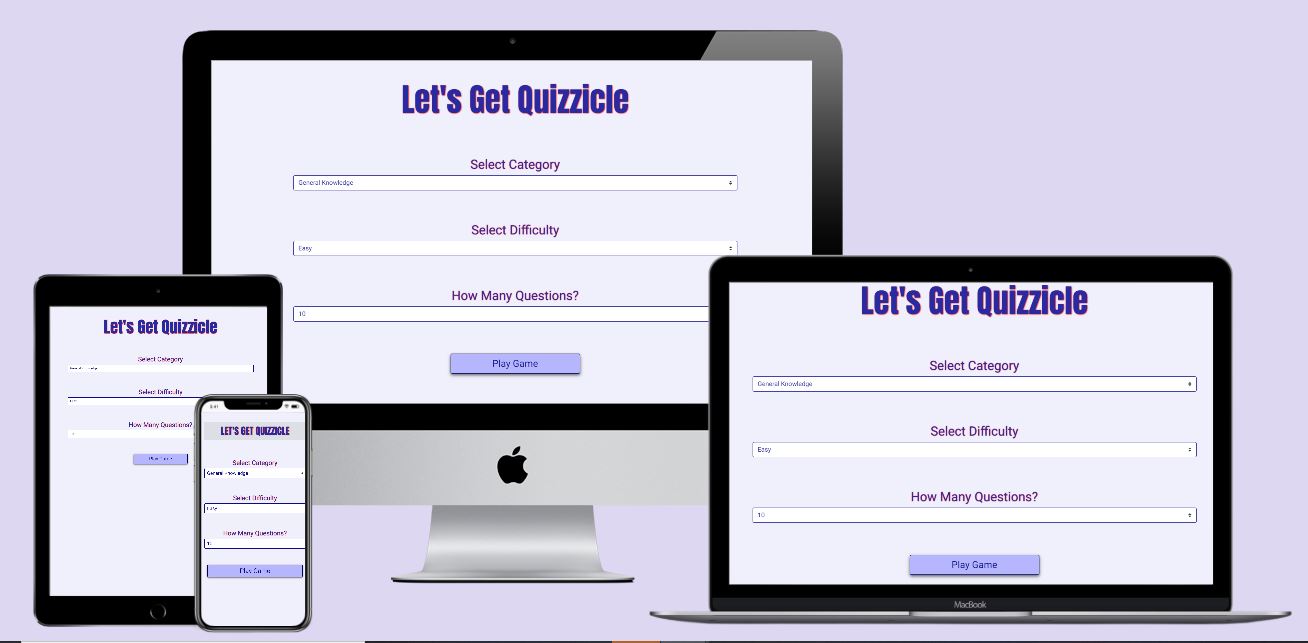 Let's Get Quizzicle
Select Category
General Knowledge
Select Difficulty
Easy
How Many Questions?
10
Play Game
Let's Get Quizzicle
Select Category
Select Difficulty
How Many Questions?
Play Game
LET'S GET QUIZZICLE
Select Category
General Knowledge
Select Difficulty
Easy
How Many Questions?
10
Play Game
Let's Get Quizzicle
Select Category
General Knowledge
Select Difficulty
Easy
How Many Questions?
10
Play Game
MacBook